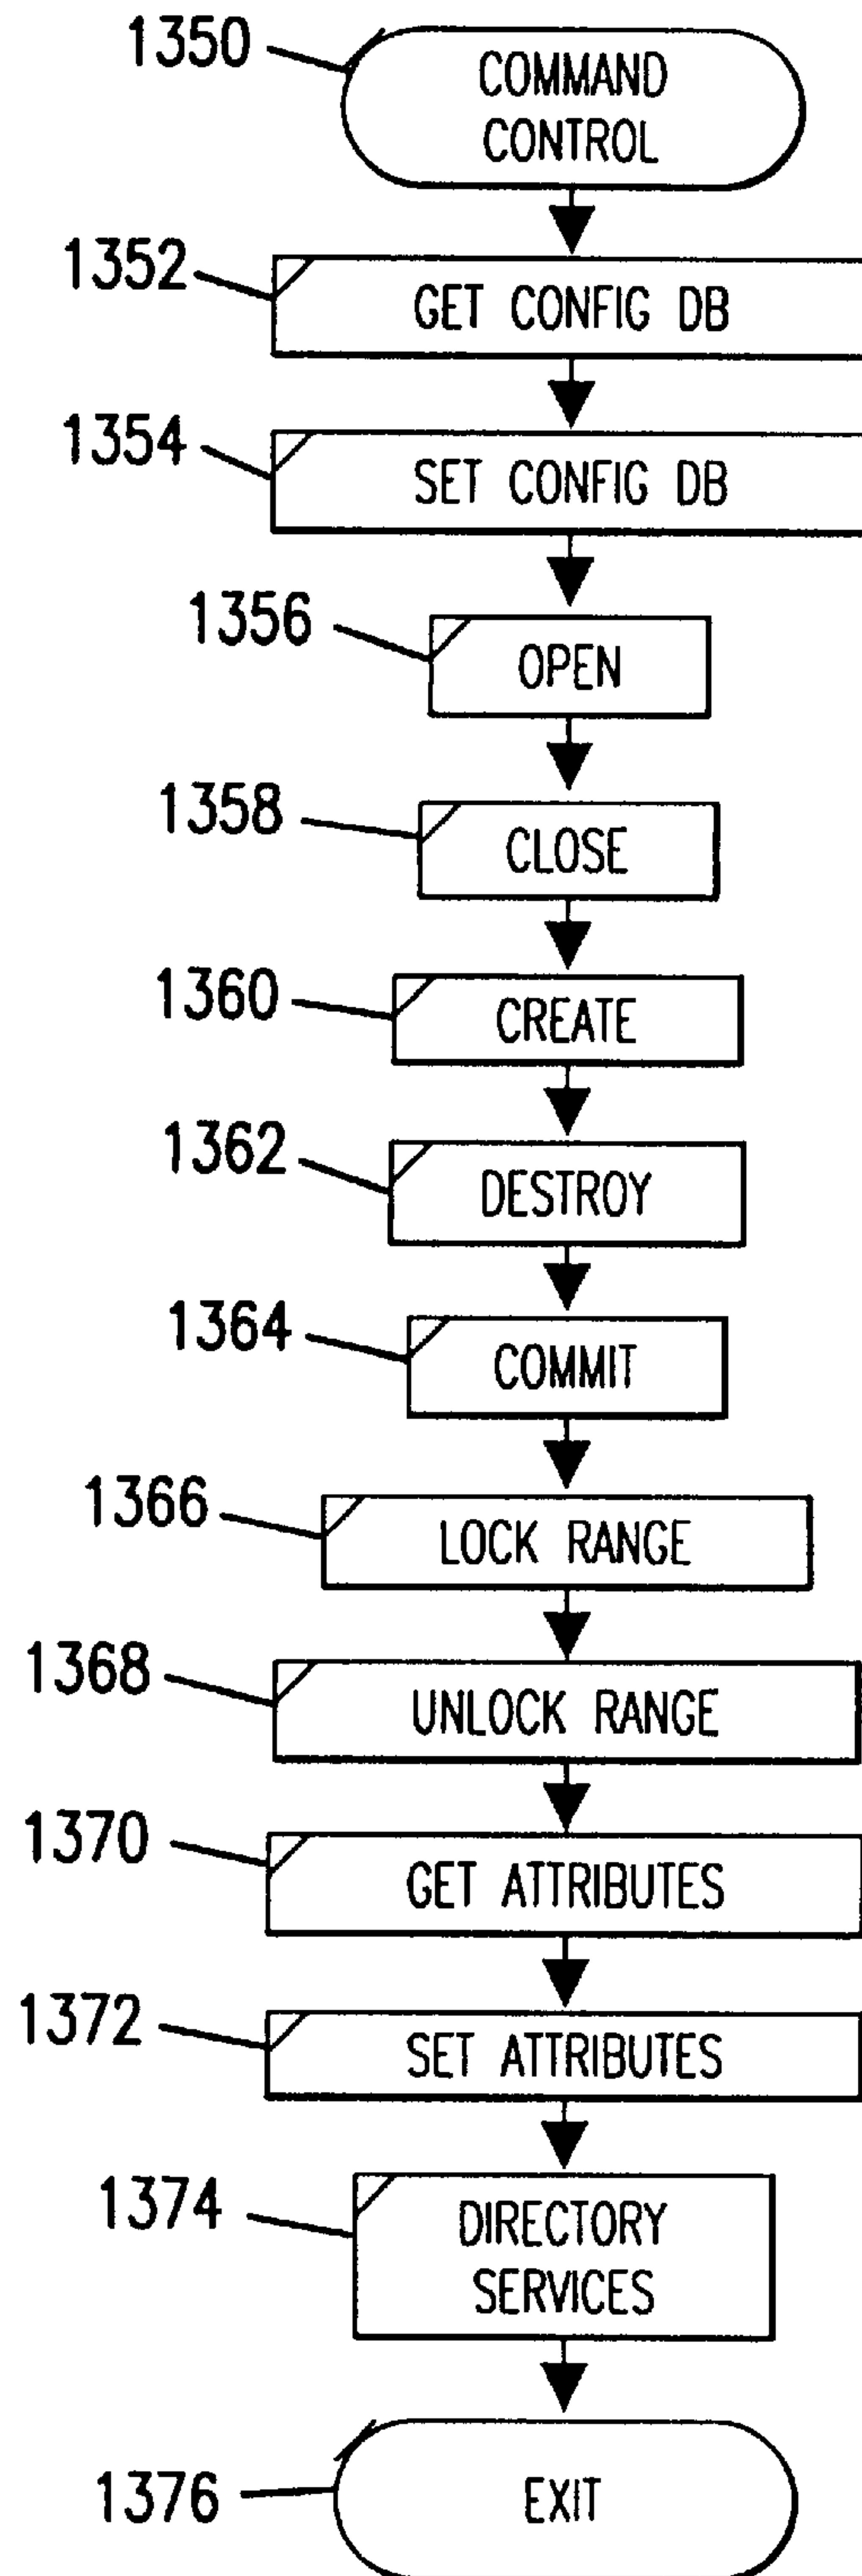 1350
COMMAND
CONTROL
1352
GET CONFIG DB
1354
SET CONFIG DB
1356
OPEN
1358
CLOSE
1360
CREATE
1362
DESTROY
1364
COMMIT
1366
LOCK RANGE
1368
UNLOCK RANGE
1370
GET ATTRIBUTES
1372
SET ATTRIBUTES
1374
DIRECTORY
SERVICES
1376
EXIT